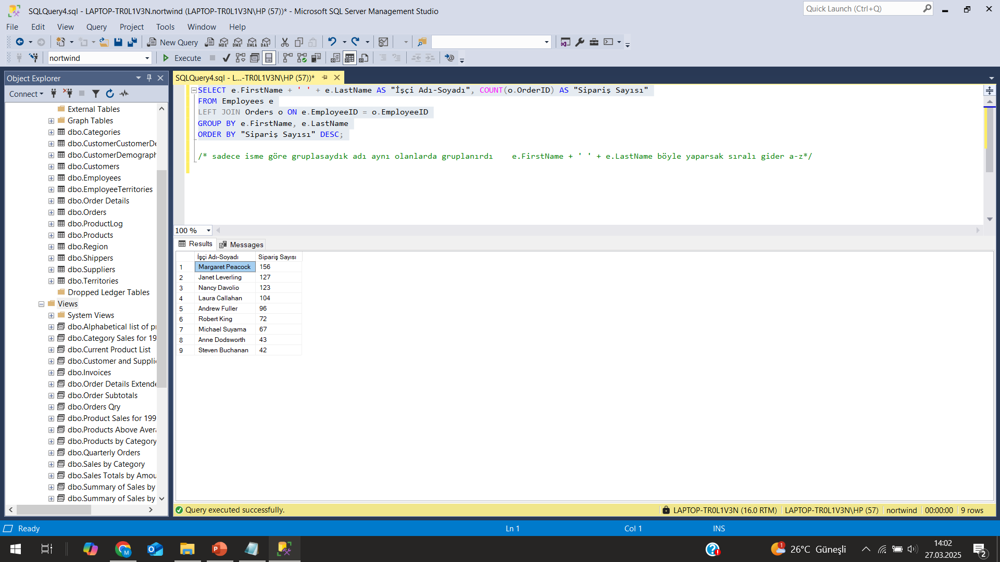 SQLQuery4.sql - LAPTOP-TR0L1V3N.nortwind (LAPTOP-TR0L1V3N\HP (57))* - Microsoft SQL Server Management Studio
Quick Launch (Ctrl+Q)
File Edit View Query Project Tools Window Help
New Query MDX DMX XMLA DAX
nortwind Execute
Object Explorer
Connect
External Tables
Graph Tables
dbo.Categories
dbo.CustomerCustomerDe
dbo.CustomerDemograph
dbo.Customers
dbo.Employees
dbo.EmployeeTerritories
dbo.Order Details
dbo.Orders
dbo.ProductLog
dbo.Products
dbo.Region
dbo.Shippers
dbo.Suppliers
dbo.Territories
Dropped Ledger Tables
Views
System Views
dbo.Alphabetical list of p
dbo.Category Sales for 19
dbo.Current Product List
dbo.Customer and Supplie
dbo.Invoices
dbo.Order Details Extende
dbo.Order Subtotals
dbo.Orders Qry
dbo.Product Sales for 199
dbo.Products Above Avera
dbo.Products by Category
dbo.Quarterly Orders
dbo.Sales by Category
dbo.Sales Totals by Amou
dbo.Summary of Sales by
dbo.Summary of Sales by
SQLQuery4.sql - L...-TR0L1V3N\HP (57))*
SELECT e.FirstName + ' ' + e.LastName AS "İşçi Adı-Soyadı", COUNT(o.OrderID) AS "Sipariş Sayısı"
FROM Employees e
LEFT JOIN Orders o ON e.EmployeeID = o.EmployeeID
GROUP BY e.FirstName, e.LastName
ORDER BY "Sipariş Sayısı" DESC;
/* sadece isme göre gruplasaydık adı aynı olanlarda gruplanırdı    e.FirstName + ' ' + e.LastName böyle yaparsak sıralı gider a-z*/
100 %
Results Messages
İşçi Adı-Soyadı Sipariş Sayısı
1 Margaret Peacock 156
2 Janet Leverling 127
3 Nancy Davolio 123
4 Laura Callahan 104
5 Andrew Fuller 96
6 Robert King 72
7 Michael Suyama 67
8 Anne Dodsworth 43
9 Steven Buchanan 42
Query executed successfully. LAPTOP-TR0L1V3N (16.0 RTM) LAPTOP-TR0L1V3N\HP (57) nortwind 00:00:00 9 rows
Ready Ln 1 Col 1 INS
1 26°C Güneşli 14:02
27.03.2025 2